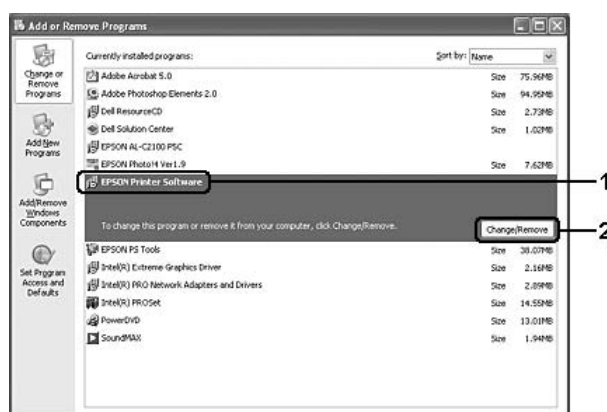 Add or Remove Programs
Change or
Remove
Programs
Add New
Programs
Add/Remove
Windows
Components
Set Program
Access and
Defaults
Currently installed programs:
Sort by: Name
Adobe Acrobat 5.0 Size 75.96MB
Adobe Photoshop Elements 2.0 Size 94.95MB
Dell ResourceCD Size 2.73MB
Dell Solution Center Size 1.02MB
EPSON AL-C2100 PSC
EPSON Photo!4 Ver1.9 Size 7.62MB
EPSON Printer Software 1
To change this program or remove it from your computer, click Change/Remove. Change/Remove 2
EPSON PS Tools Size 38.07MB
Intel(R) Extreme Graphics Driver Size 2.16MB
Intel(R) PRO Network Adapters and Drivers Size 2.89MB
Intel(R) PROSet Size 14.55MB
PowerDVD Size 13.01MB
SoundMAX Size 1.94MB